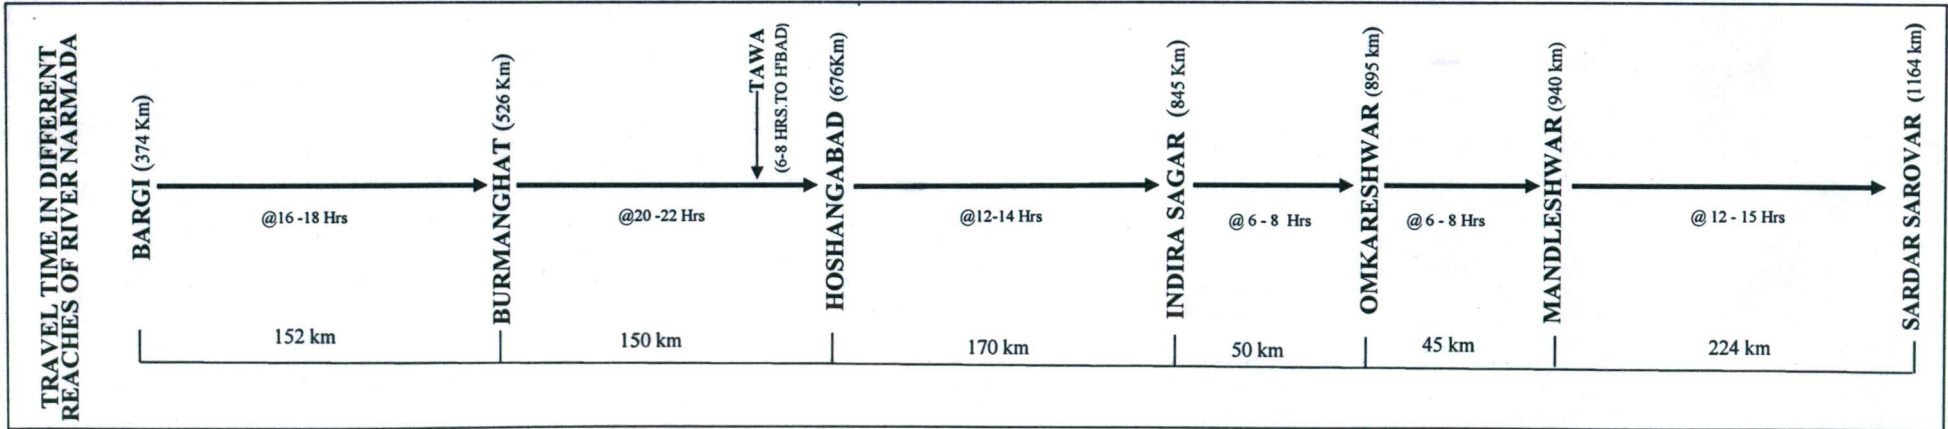 TRAVEL TIME IN DIFFERENT
REACHES OF RIVER NARMADA
BARGI (374 Km)
@16 -18 Hrs
BURMANGHAT (526 Km)
@20 -22 Hrs
TAWA
(6-8 HRS.TO H'BAD)
HOSHANGABAD (676Km)
@12-14 Hrs
INDIRA SAGAR (845 Km)
@ 6 - 8 Hrs
OMKARESHWAR (895 km)
@ 6 - 8 Hrs
MANDLESHWAR (940 km)
@ 12 - 15 Hrs
SARDAR SAROVAR (1164 km)
152 km
150 km
170 km
50 km
45 km
224 km